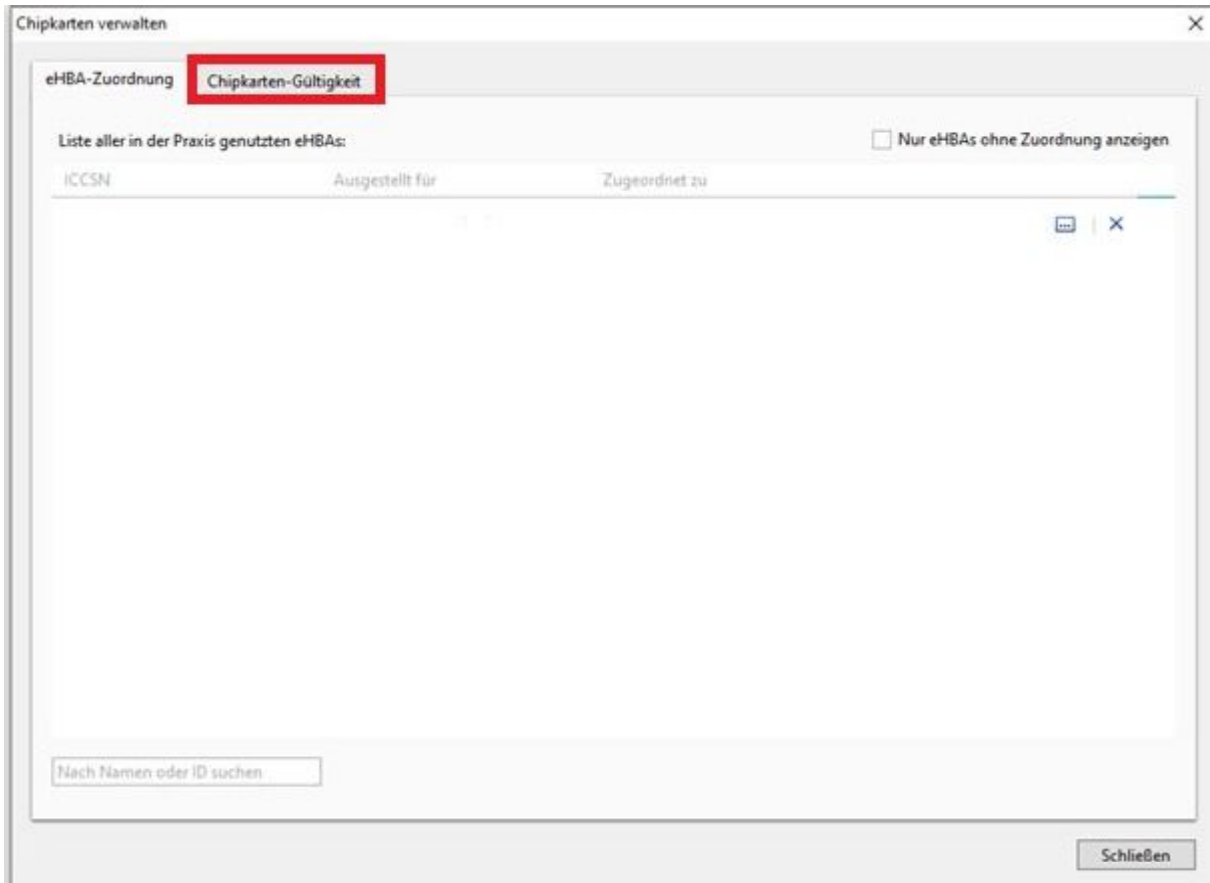 Chipkarten verwalten
eHBA-Zuordnung Chipkarten-Gültigkeit
Liste aller in der Praxis genutzten eHBAs: Nur eHBAs ohne Zuordnung anzeigen
ICCSN Ausgestellt für Zugeordnet zu
Nach Namen oder ID suchen
Schließen